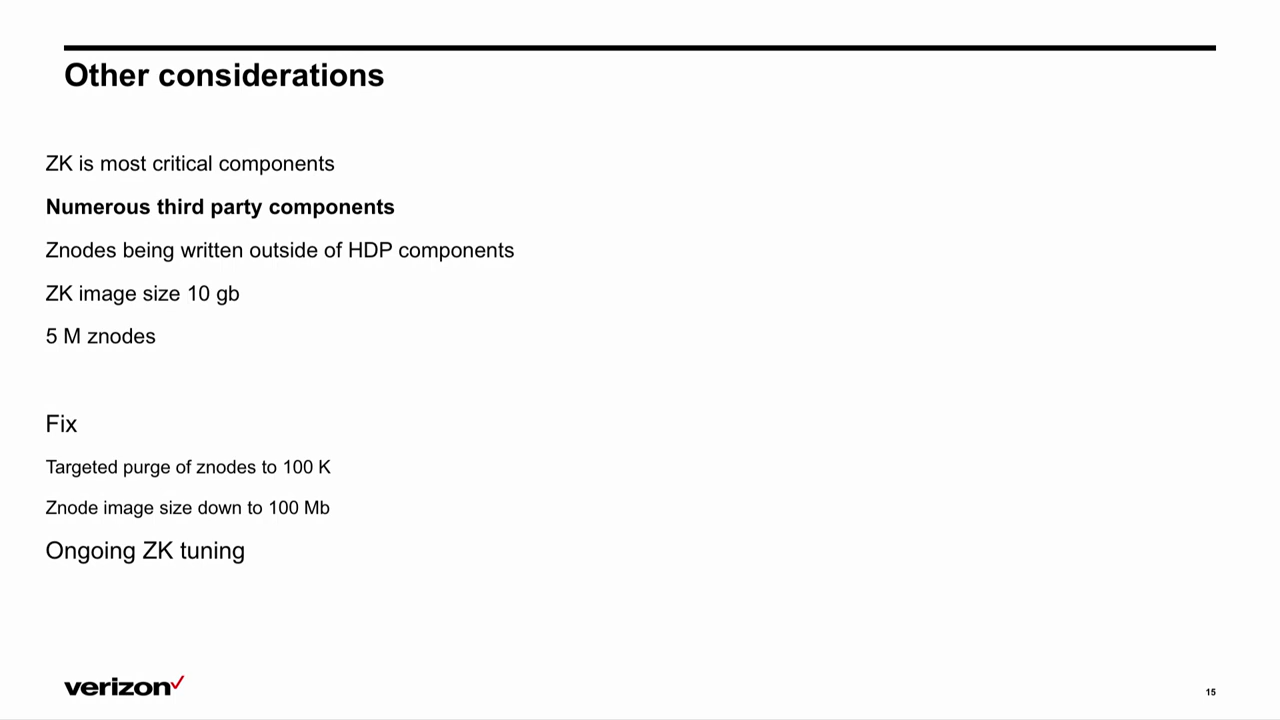 Other considerations
ZK is most critical components
Numerous third party components
Znodes being written outside of HDP components
ZK image size 10 gb
5 M znodes
Fix
Targeted purge of znodes to 100 K
Znode image size down to 100 Mb
Ongoing ZK tuning
verizon
15